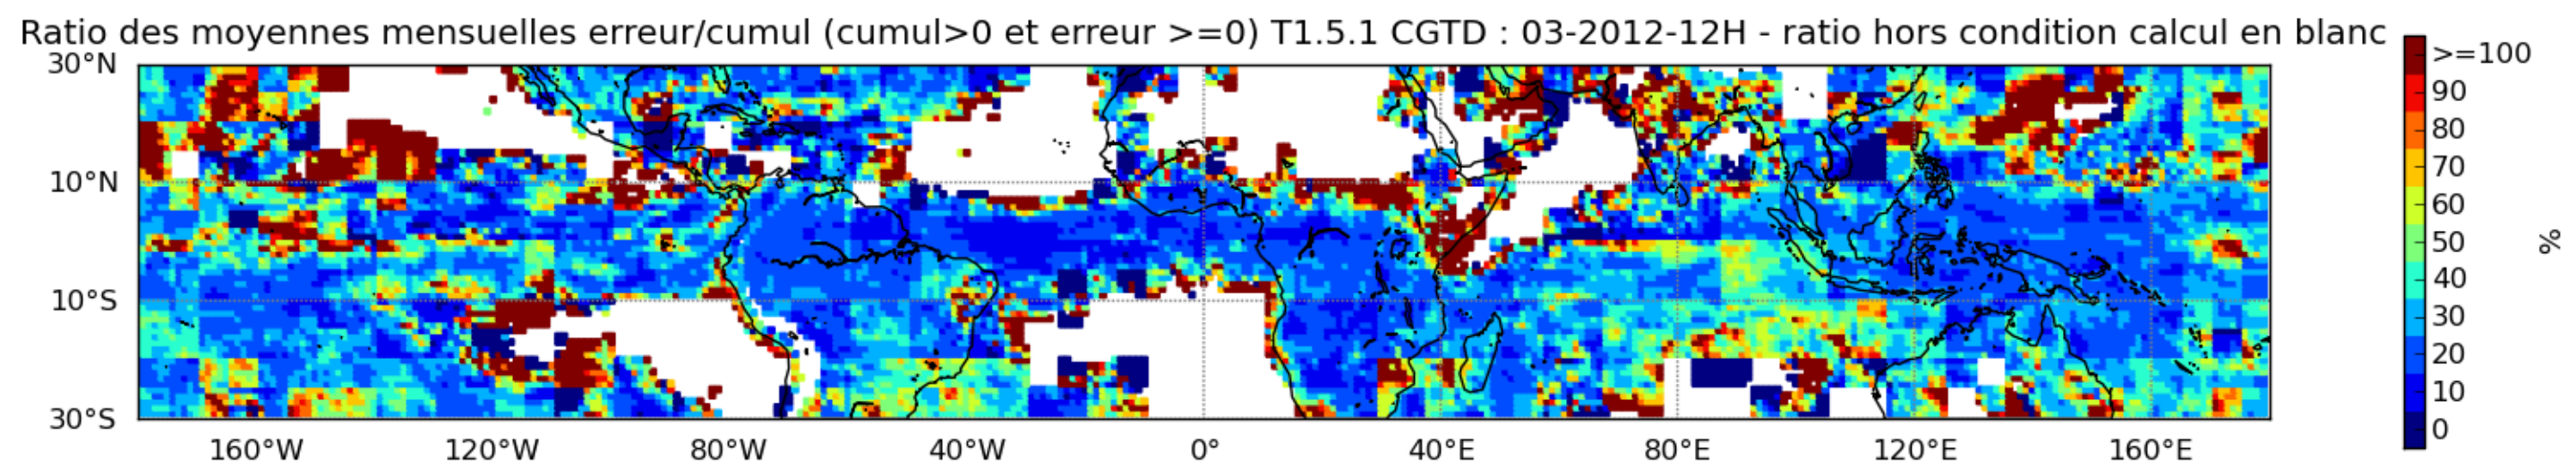 Ratio des moyennes mensuelles erreur/cumul (cumul>0 et erreur >=0) T1.5.1 CGTD : 03-2012-12H - ratio hors condition calcul en blanc
30°N
10°N
10°S
30°S
160°W 120°W 80°W 40°W 0° 40°E 80°E 120°E 160°E
>=100
90
80
70
60
50
40
30
20
10
0
%